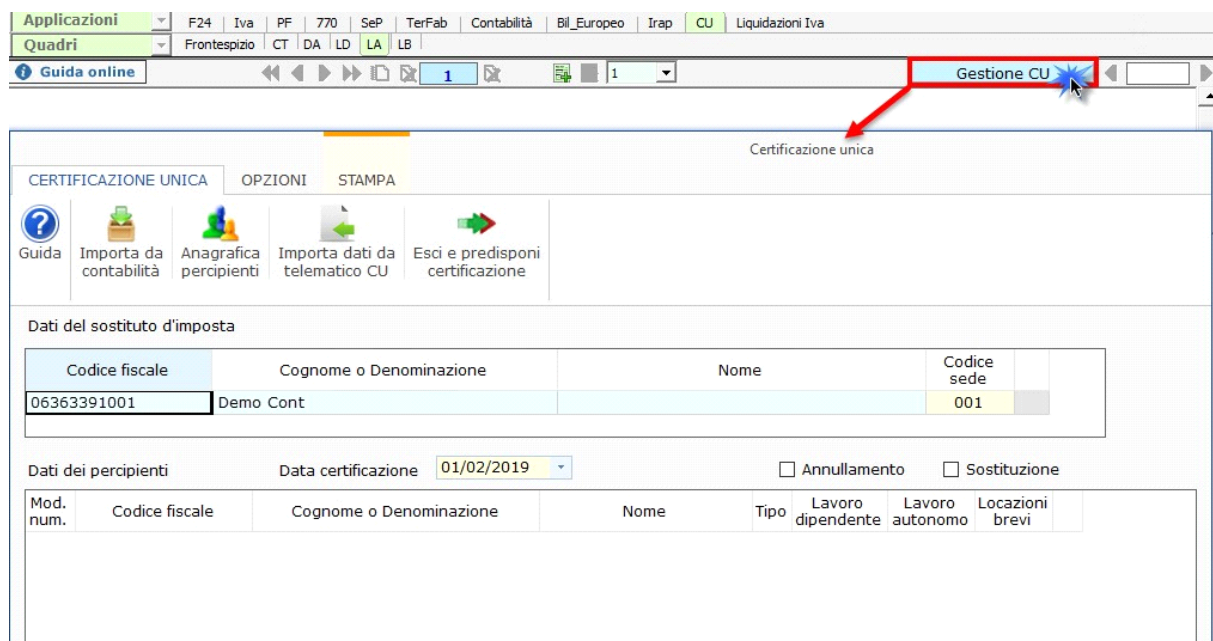 Applicazioni F24 Iva PF 770 SeP TerFab Contabilità Bil_Europeo Irap CU Liquidazioni Iva
Quadri Frontespizio CT DA LD LA LB
Guida online 1 1 Gestione CU
Certificazione unica
CERTIFICAZIONE UNICA OPZIONI STAMPA
Guida Importa da contabilità Anagrafica percipienti Importa dati da telematico CU Esci e predisponi certificazione
Dati del sostituto d'imposta
Codice fiscale Cognome o Denominazione Nome Codice sede
06363391001 Demo Cont 001
Dati dei percipienti Data certificazione 01/02/2019 Annullamento Sostituzione
Mod. num. Codice fiscale Cognome o Denominazione Nome Tipo Lavoro dipendente Lavoro autonomo Locazioni brevi